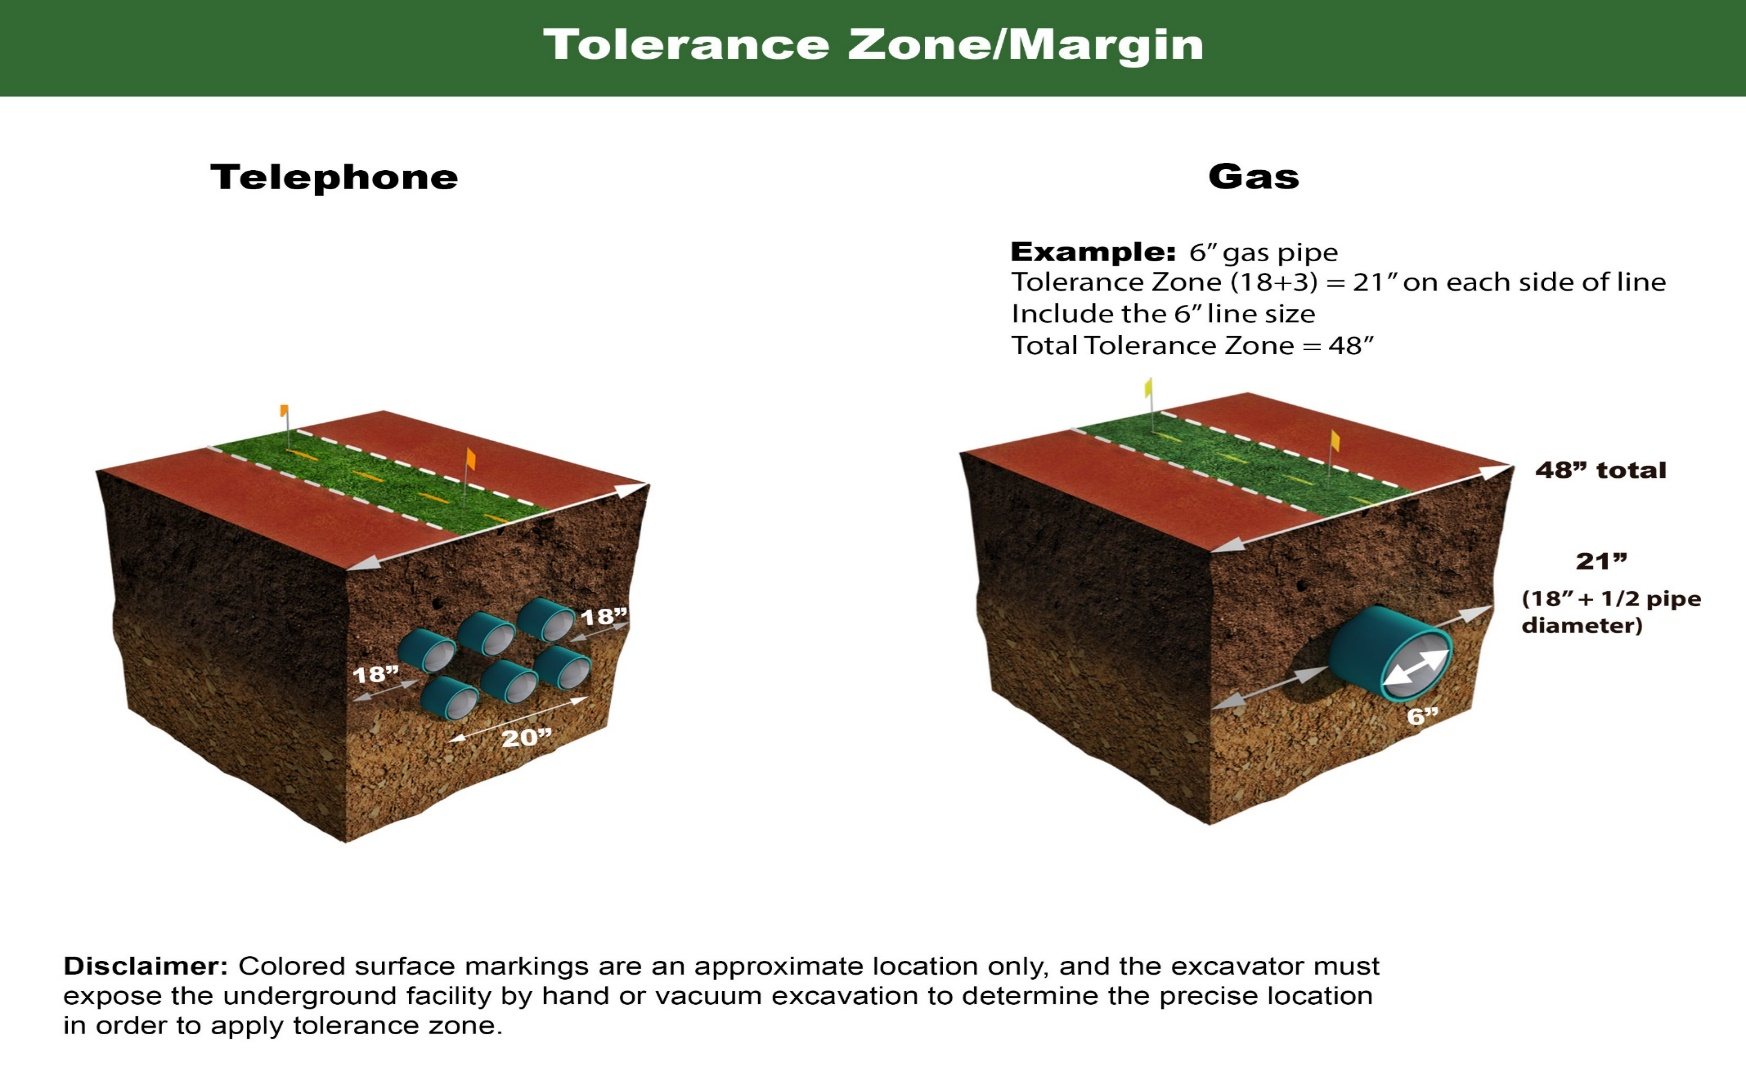 Tolerance Zone/Margin
Telephone
Gas
Example: 6” gas pipe
Tolerance Zone (18+3) = 21” on each side of line
Include the 6” line size
Total Tolerance Zone = 48”
48” total
21”
(18” + 1/2 pipe
diameter)
18”
18”
20”
6”
Disclaimer: Colored surface markings are an approximate location only, and the excavator must
expose the underground facility by hand or vacuum excavation to determine the precise location
in order to apply tolerance zone.